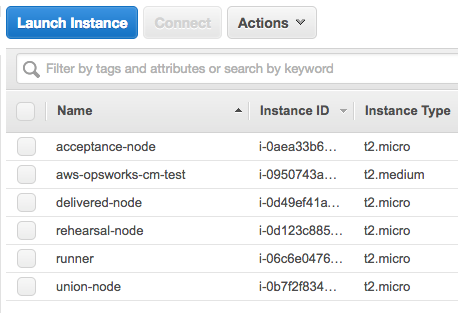 Launch Instance Connect Actions
Filter by tags and attributes or search by keyword
Name Instance ID Instance Type
acceptance-node i-0aea33b6... t2.micro
aws-opsworks-cm-test i-0950743a... t2.medium
delivered-node i-0d49ef41a... t2.micro
rehearsal-node i-0d123c885... t2.micro
runner i-06c6e0476... t2.micro
union-node i-0b7f2f834... t2.micro